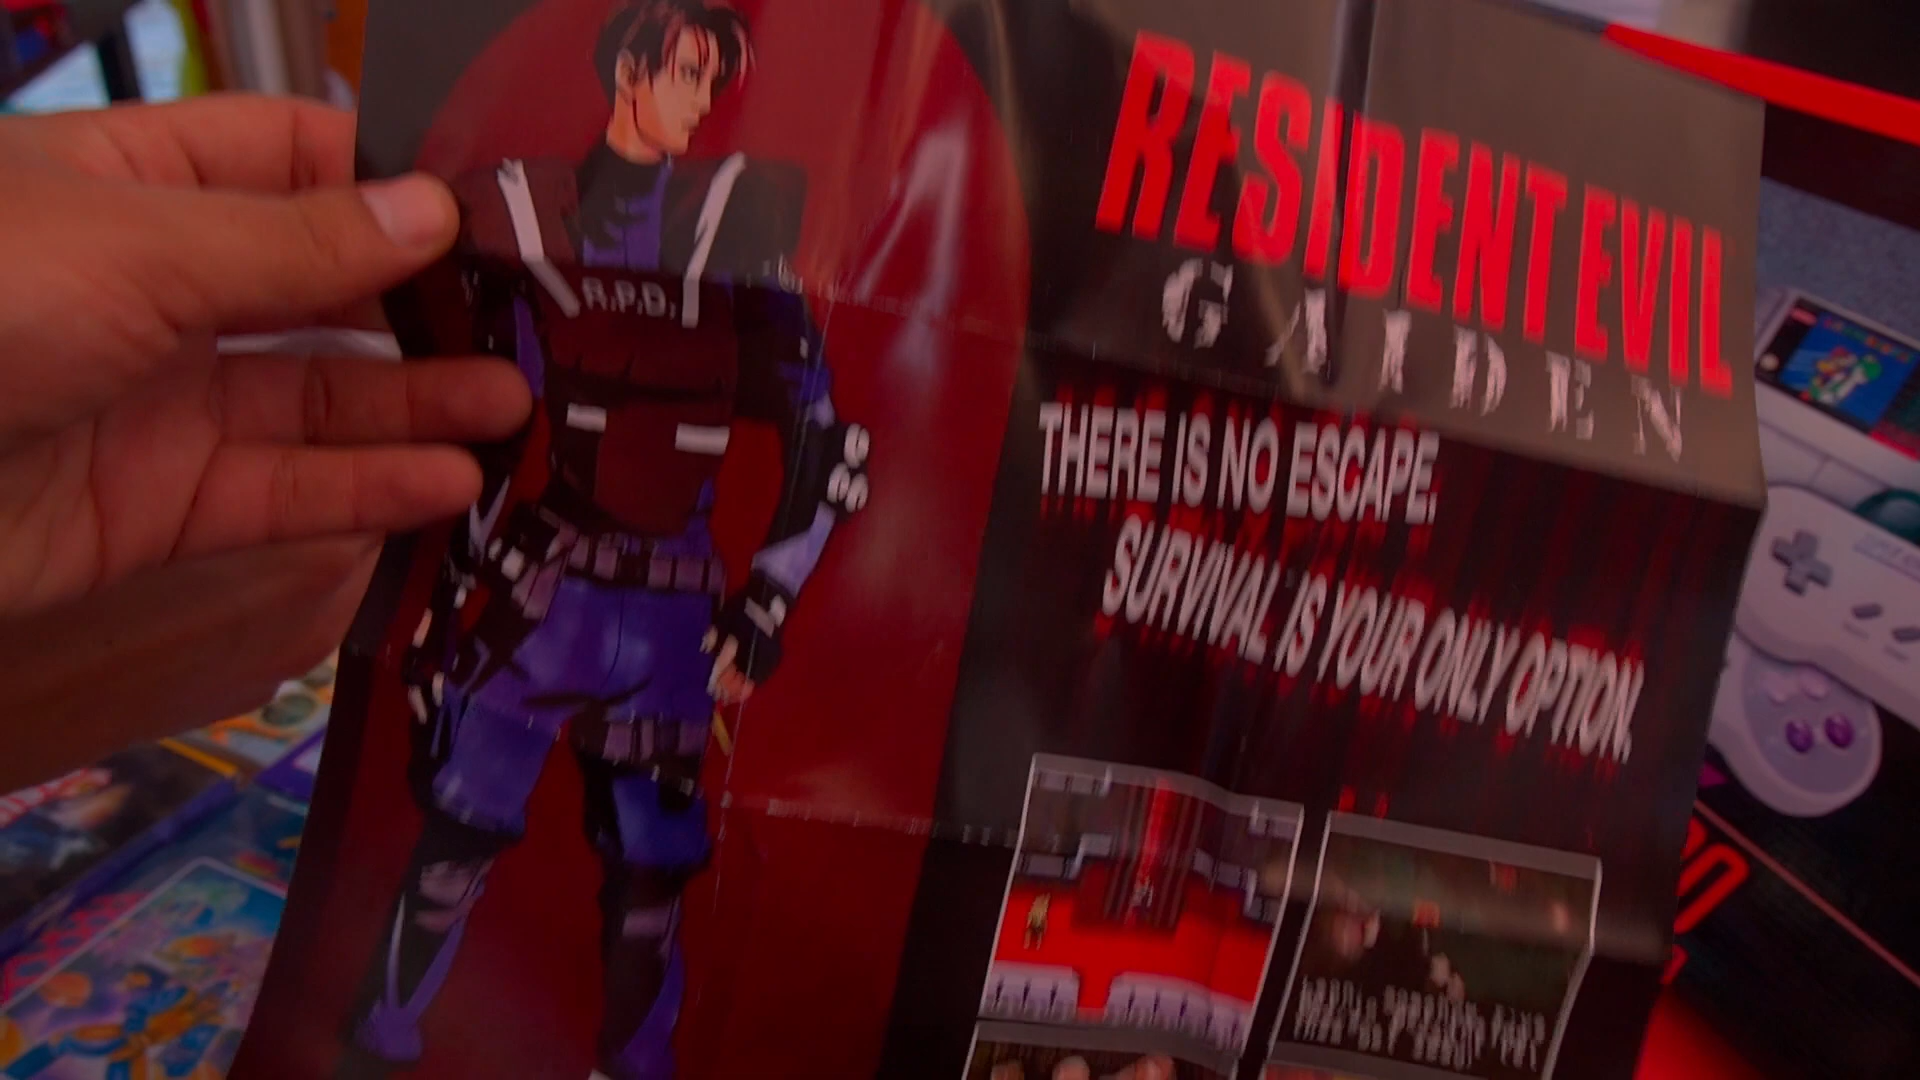 R.P.D.
RESIDENT EVIL
GAIDEN
THERE IS NO ESCAPE.
SURVIVAL IS YOUR ONLY OPTION.